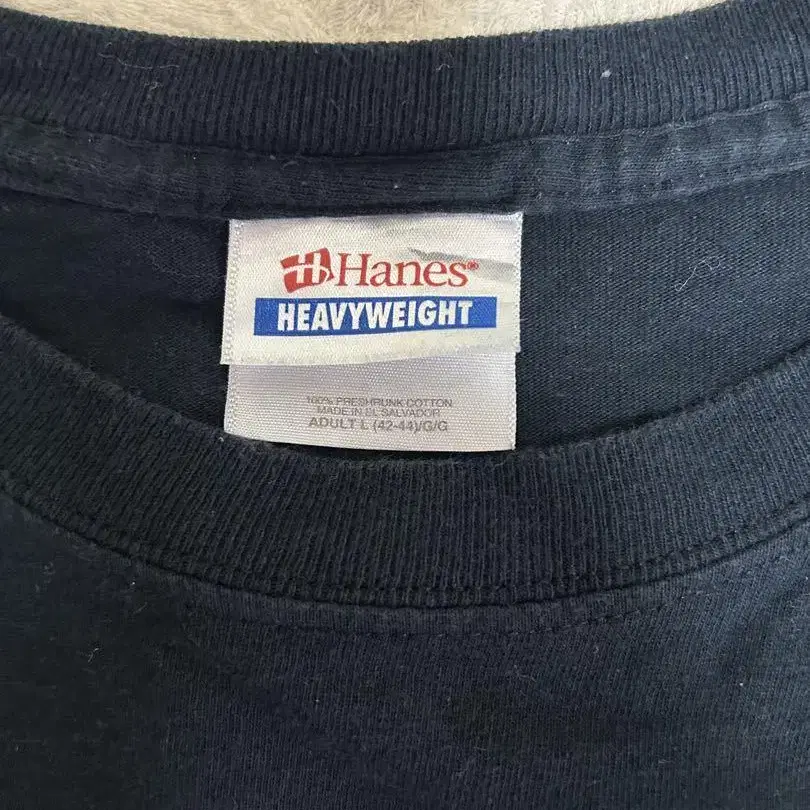 Hanes®
HEAVYWEIGHT
100% PRESHRUNK COTTON
MADE IN EL SALVADOR
ADULT L (42-44)/G/G